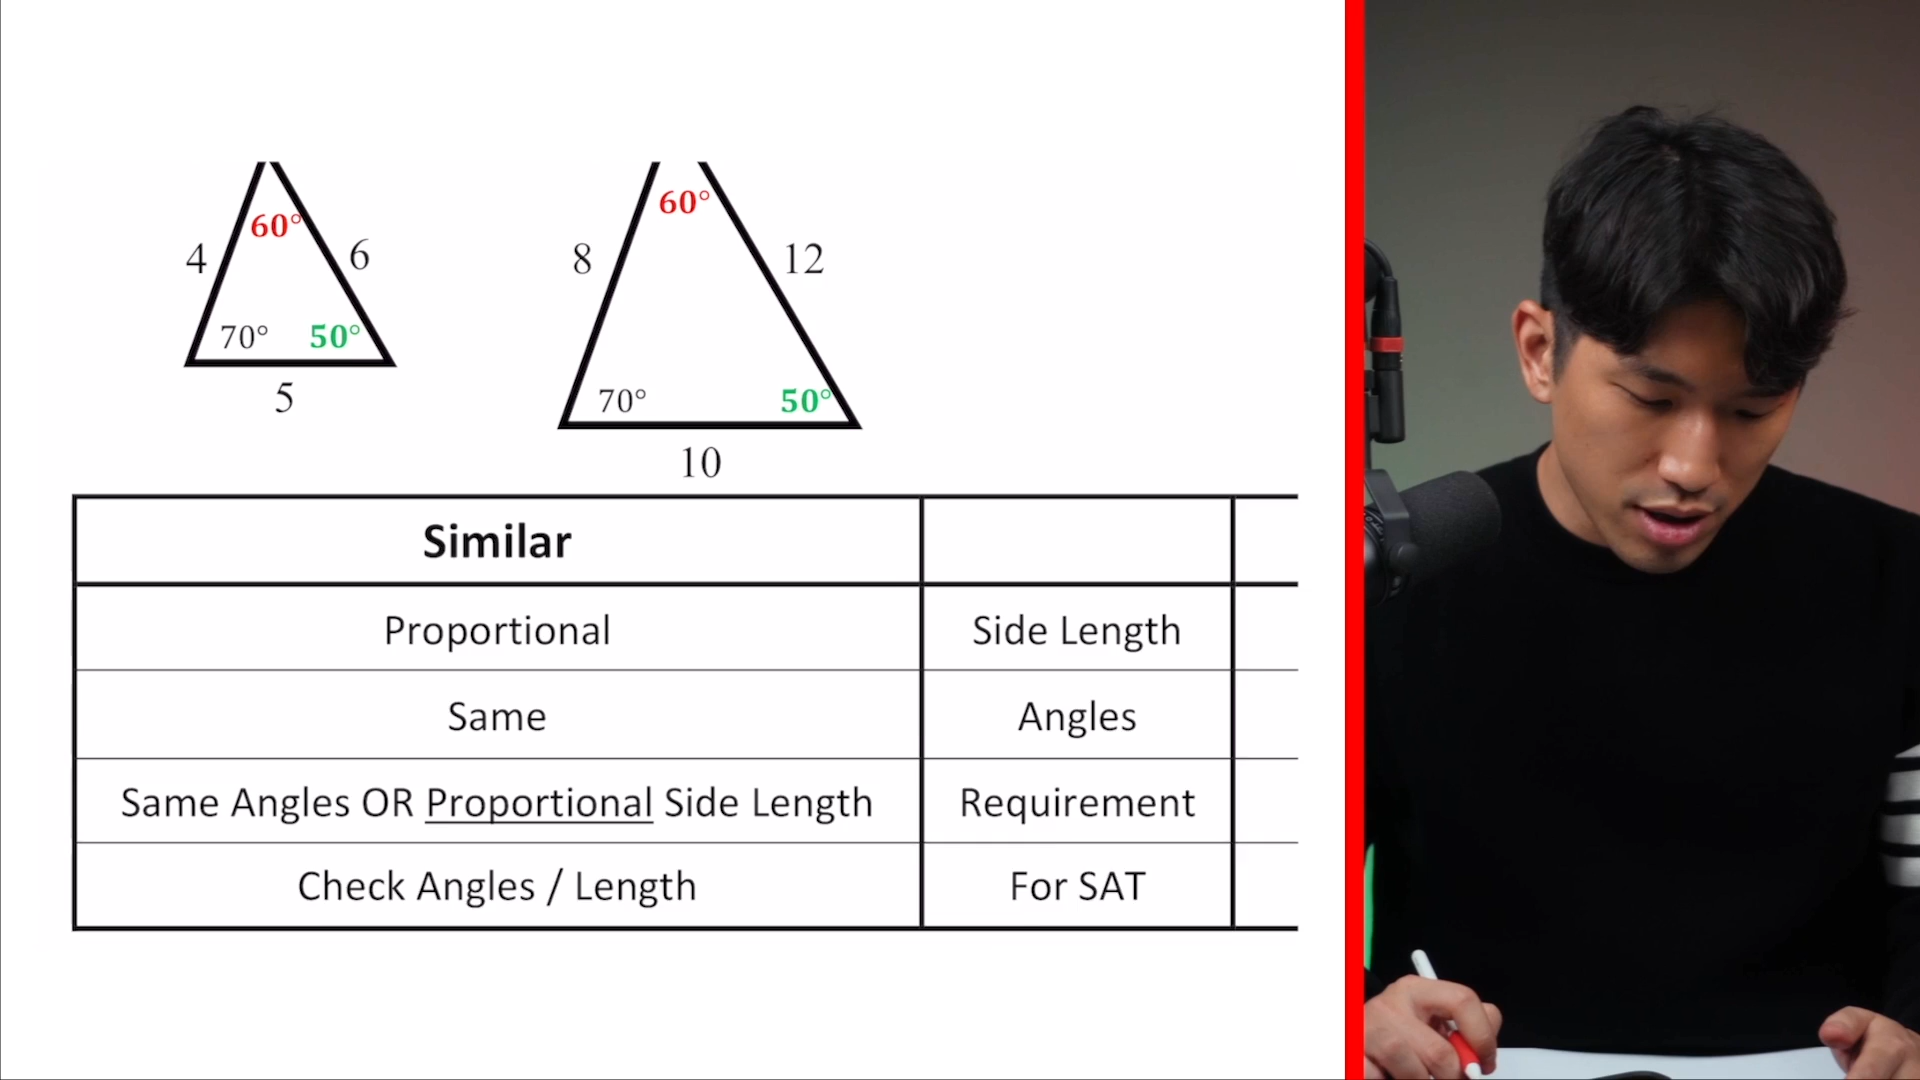 60°
60°
4
6
8
12
70°
50°
70°
50°
5
10
Similar
Proportional
Side Length
Same
Angles
Same Angles OR Proportional Side Length
Requirement
Check Angles / Length
For SAT